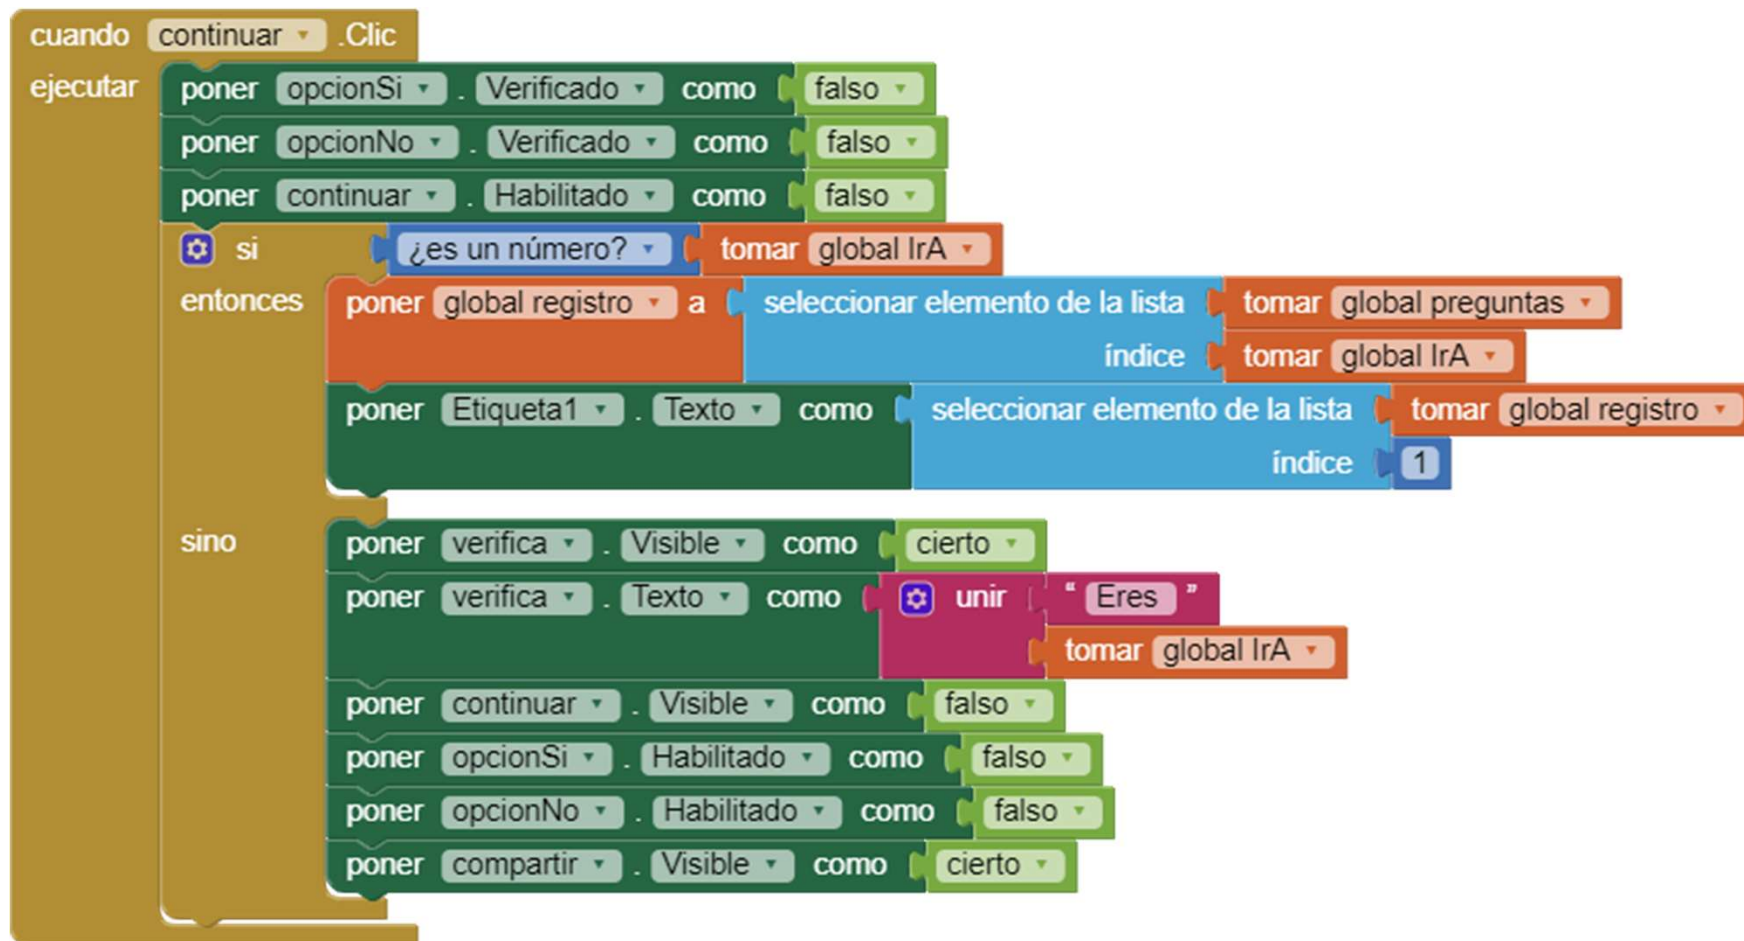 cuando continuar .Clic
ejecutar poner opcionSi . Verificado como falso
poner opcionNo . Verificado como falso
poner continuar . Habilitado como falso
si ¿es un número? tomar global IrA
entonces poner global registro a seleccionar elemento de la lista tomar global preguntas
índice tomar global IrA
poner Etiqueta1 . Texto como seleccionar elemento de la lista tomar global registro
índice 1
sino poner verifica . Visible como cierto
poner verifica . Texto como unir " Eres "
tomar global IrA
poner continuar . Visible como falso
poner opcionSi . Habilitado como falso
poner opcionNo . Habilitado como falso
poner compartir . Visible como cierto